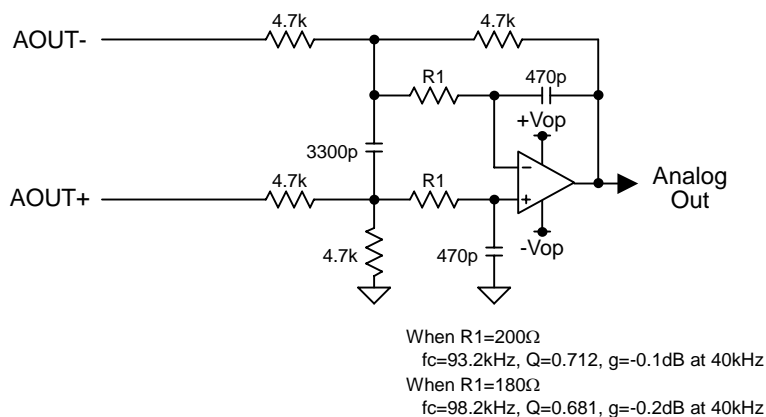 4.7k
4.7k
AOUT-
R1
470p
+Vop
3300p
−
Analog
Out
4.7k
R1
+
AOUT+
-Vop
4.7k
470p
When R1=200Ω
fc=93.2kHz, Q=0.712, g=-0.1dB at 40kHz
When R1=180Ω
fc=98.2kHz, Q=0.681, g=-0.2dB at 40kHz